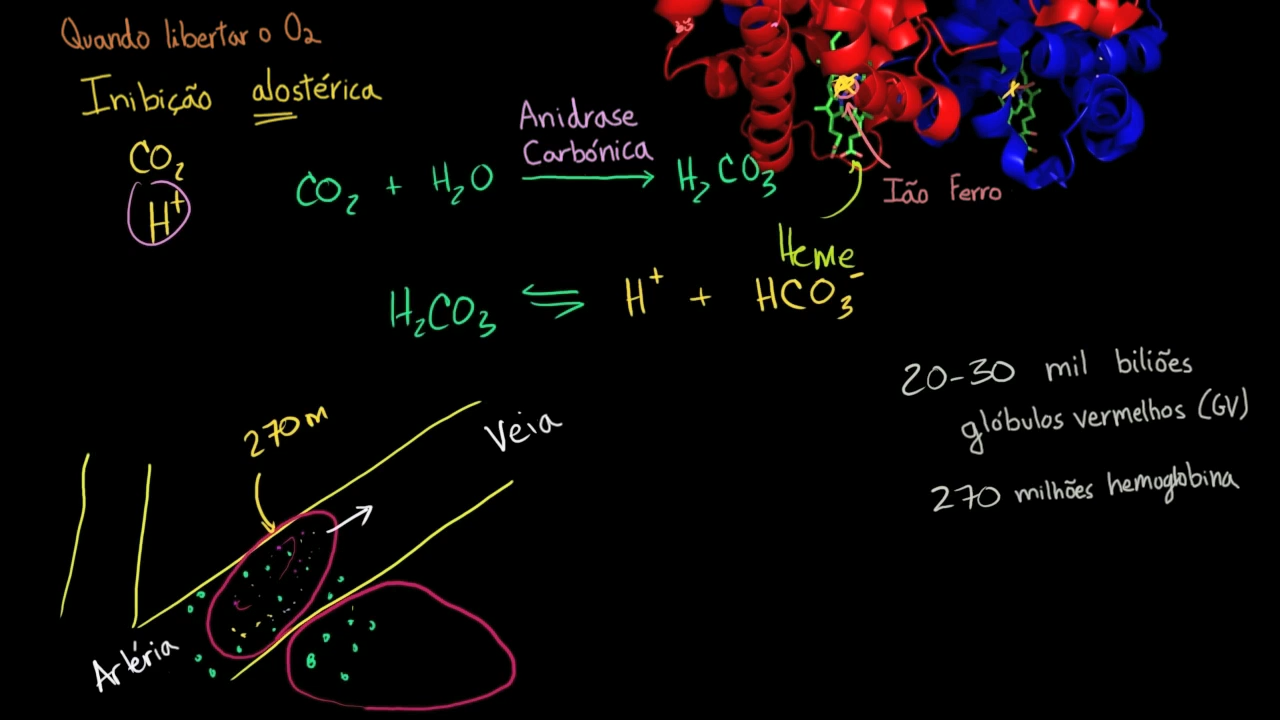 Quando libertar o O₂
Inibição alostérica
CO₂
H⁺
Anidrase
Carbónica
CO₂ + H₂O → H₂CO₃
Ião Ferro
Heme
H₂CO₃ ⇌ H⁺ + HCO₃⁻
20-30 mil biliões
glóbulos vermelhos (GV)
270 milhões hemoglobina
270 m
Veia
Artéria